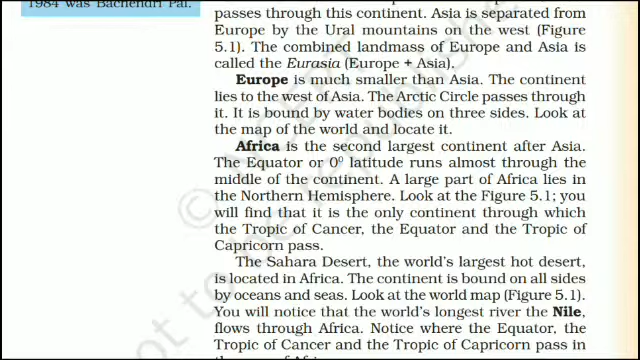 1984 was Bachendri Pal.
passes through this continent. Asia is separated from
Europe by the Ural mountains on the west (Figure
5.1). The combined landmass of Europe and Asia is
called the Eurasia (Europe + Asia).
Europe is much smaller than Asia. The continent
lies to the west of Asia. The Arctic Circle passes through
it. It is bound by water bodies on three sides. Look at
the map of the world and locate it.
Africa is the second largest continent after Asia.
The Equator or 0⁰ latitude runs almost through the
middle of the continent. A large part of Africa lies in
the Northern Hemisphere. Look at the Figure 5.1; you
will find that it is the only continent through which
the Tropic of Cancer, the Equator and the Tropic of
Capricorn pass.
The Sahara Desert, the world's largest hot desert,
is located in Africa. The continent is bound on all sides
by oceans and seas. Look at the world map (Figure 5.1).
You will notice that the world's longest river the Nile,
flows through Africa. Notice where the Equator, the
Tropic of Cancer and the Tropic of Capricorn pass in